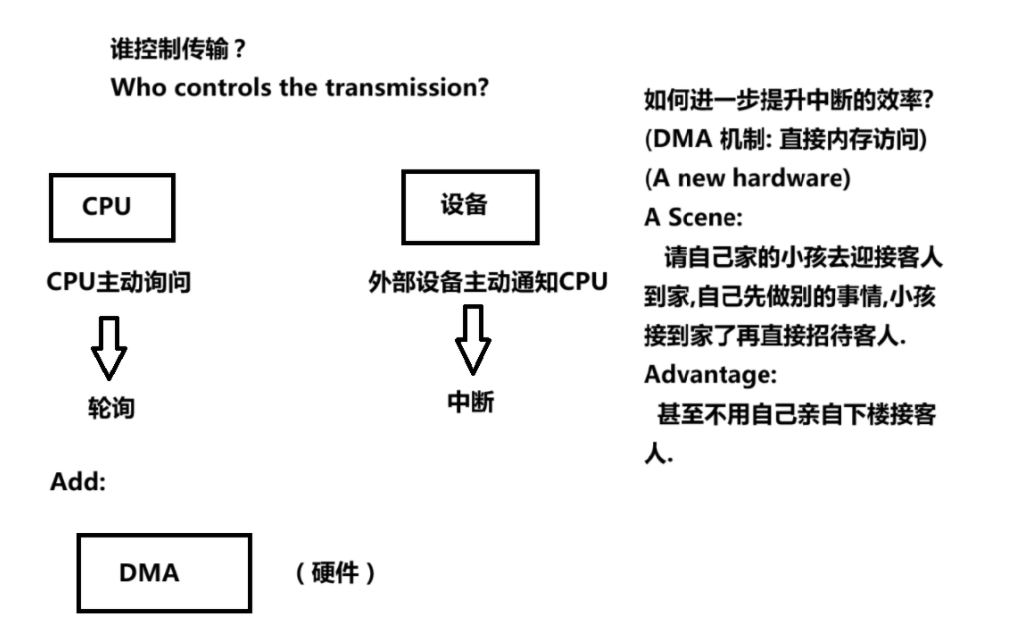 谁控制传输？
Who controls the transmission?
CPU
设备
CPU主动询问
外部设备主动通知CPU
轮询
中断
Add:
DMA
（硬件）
如何进一步提升中断的效率?
(DMA 机制: 直接内存访问)
(A new hardware)
A Scene:
请自己家的小孩去迎接客人
到家,自己先做别的事情,小孩
接到家了再直接招待客人.
Advantage:
甚至不用自己亲自下楼接客
人.